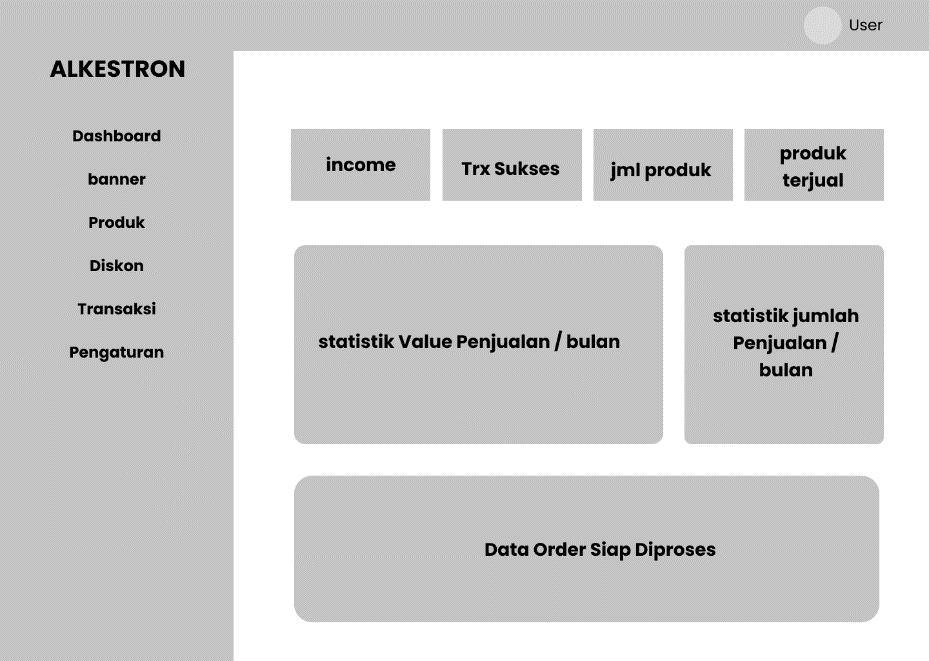 User
ALKESTRON
Dashboard
banner
Produk
Diskon
Transaksi
Pengaturan
income
Trx Sukses
jml produk
produk
terjual
statistik Value Penjualan / bulan
statistik jumlah
Penjualan /
bulan
Data Order Siap Diproses